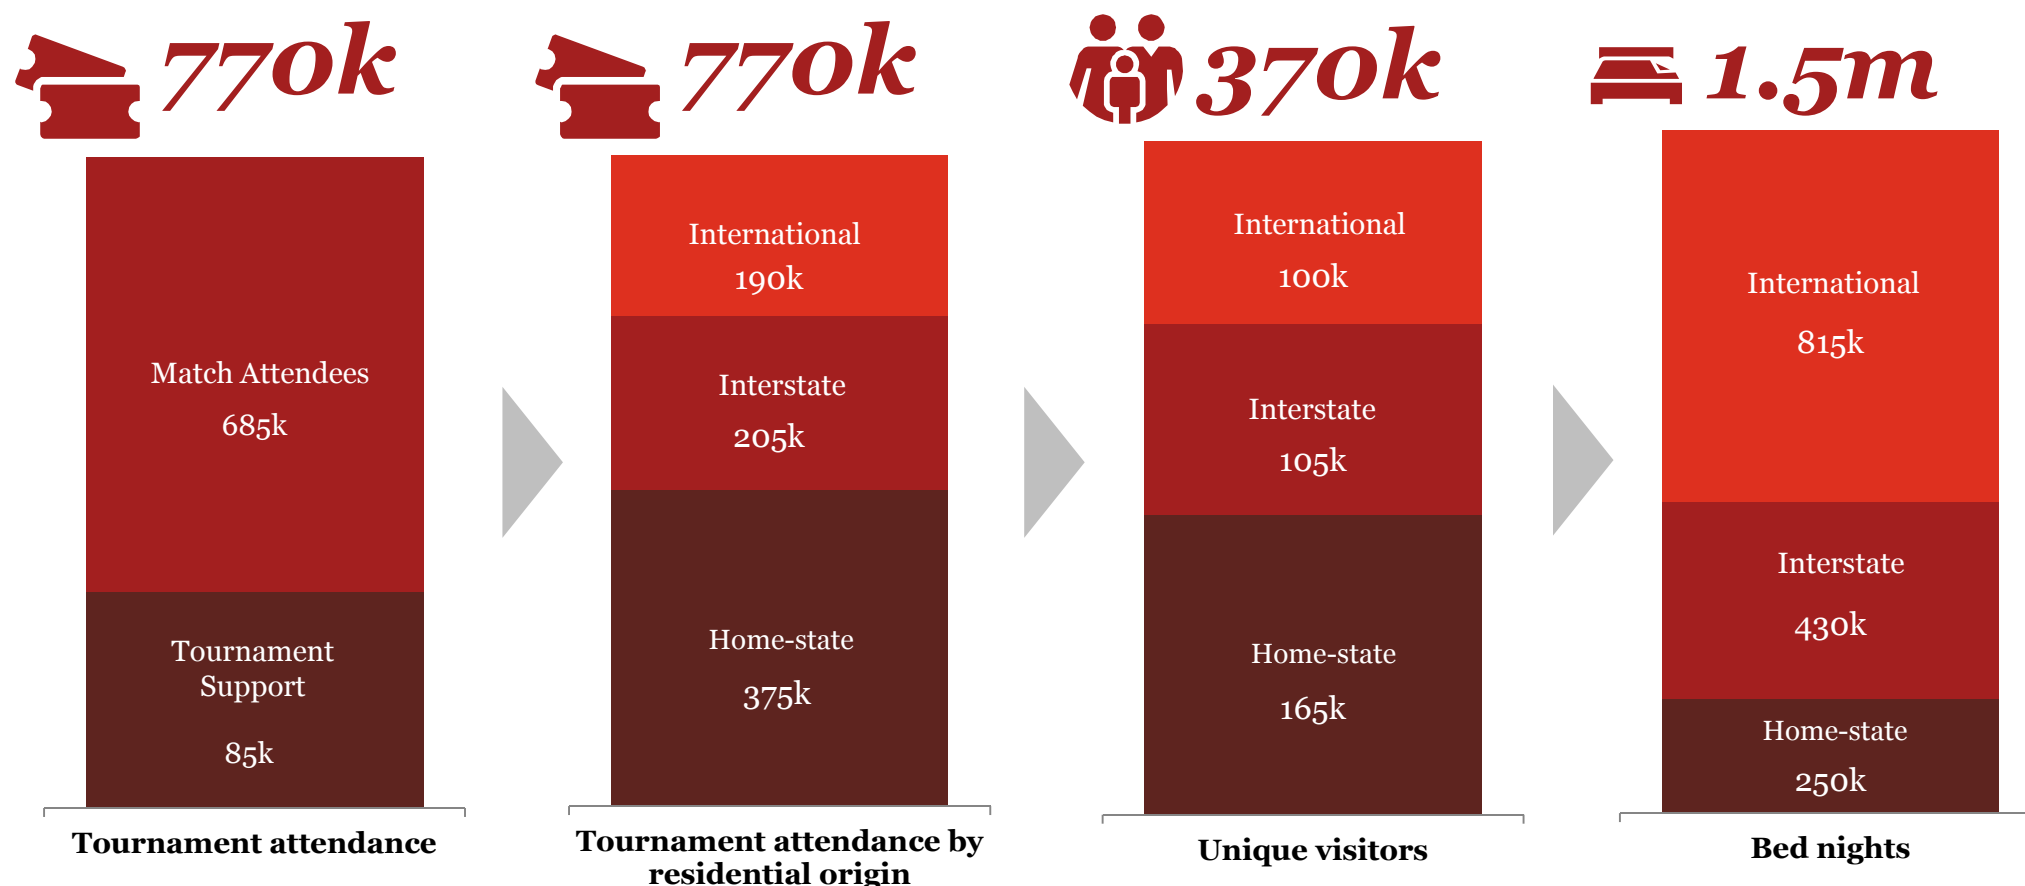 770k
Match Attendees
685k
Tournament
Support
85k
Tournament attendance
770k
International
190k
Interstate
205k
Home-state
375k
Tournament attendance by
residential origin
370k
International
100k
Interstate
105k
Home-state
165k
Unique visitors
1.5m
International
815k
Interstate
430k
Home-state
250k
Bed nights